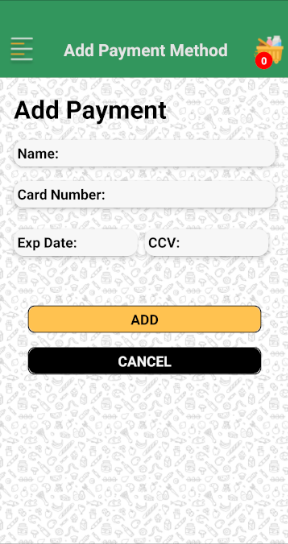 Add Payment Method
0
Add Payment
Name:
Card Number:
Exp Date: CCV:
ADD
CANCEL